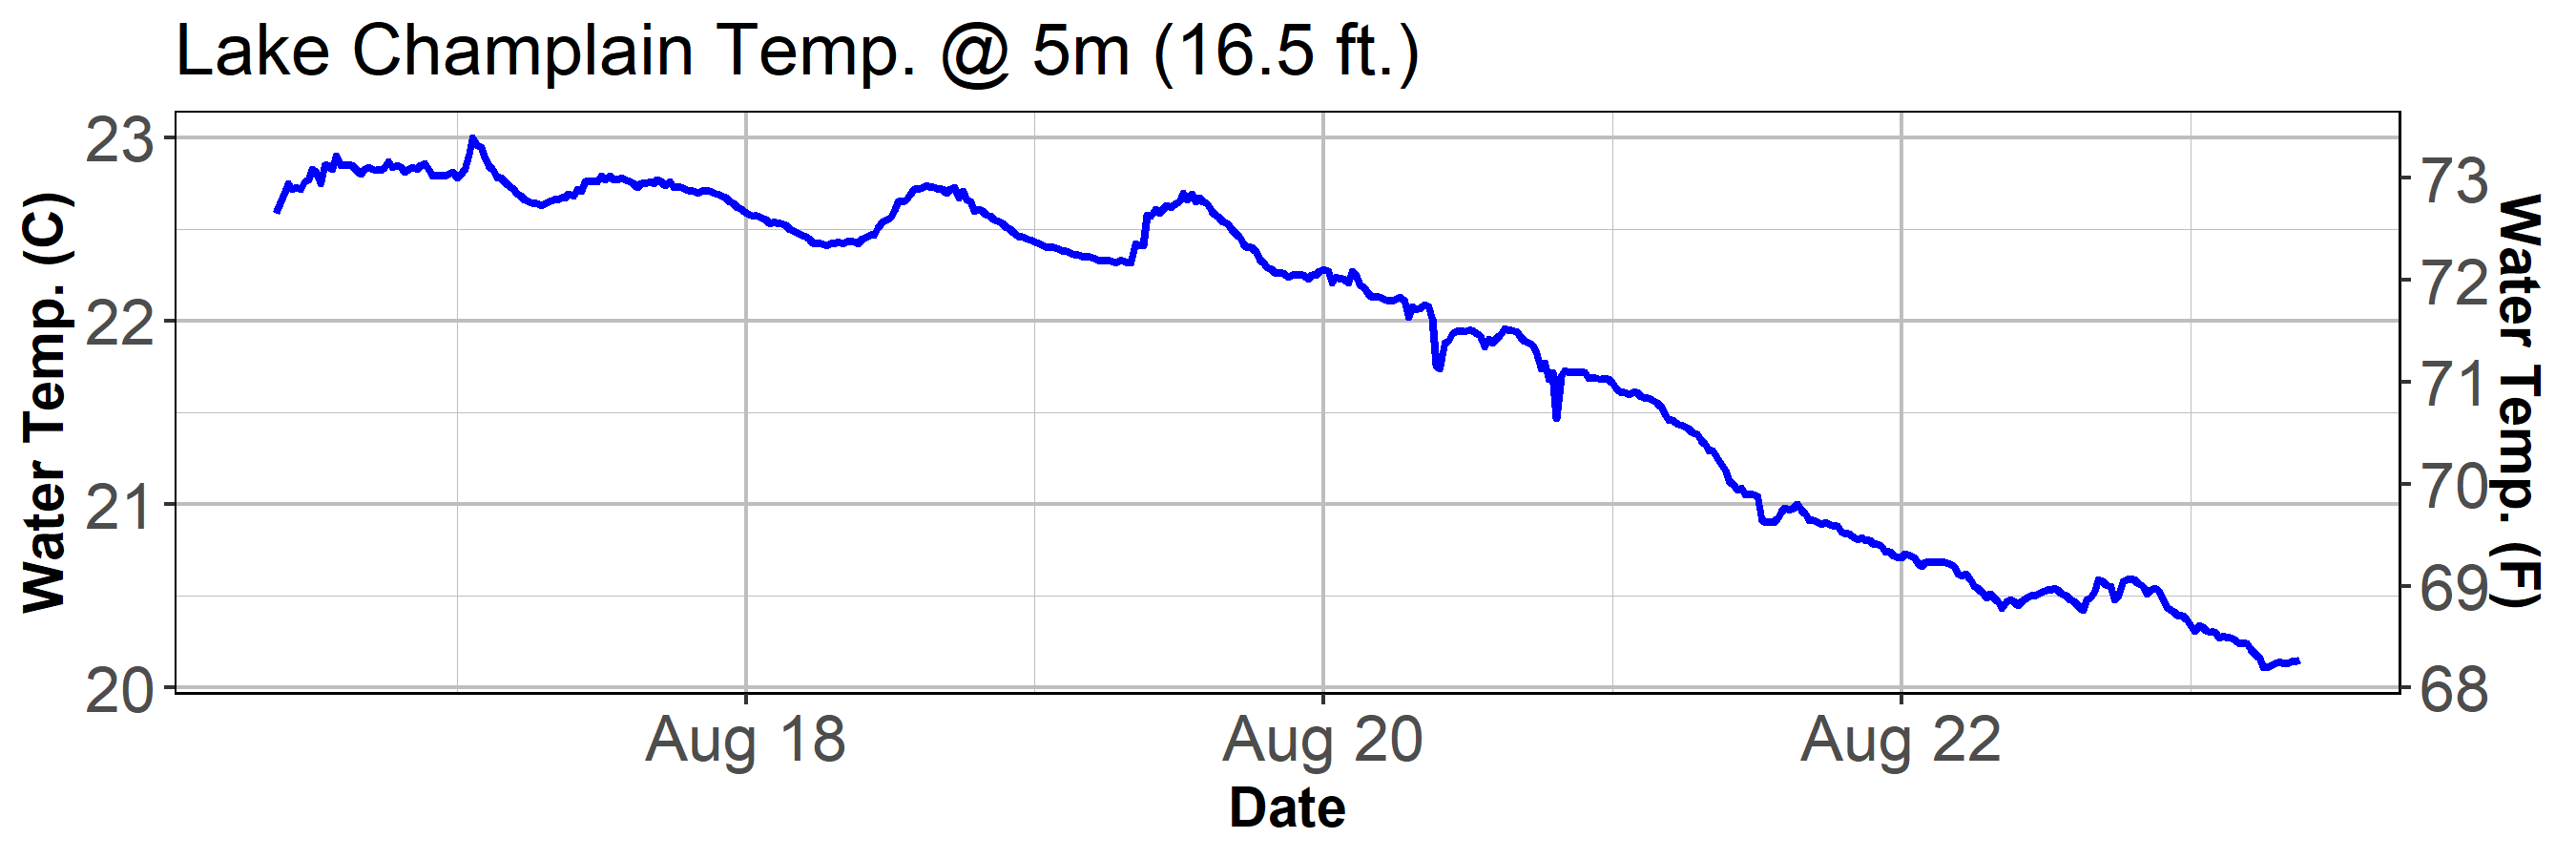 Lake Champlain Temp. @ 5m (16.5 ft.)
Water Temp. (C)
23
22
21
20
73
72
71
70
69
68
Water Temp. (F)
Aug 18
Aug 20
Aug 22
Date